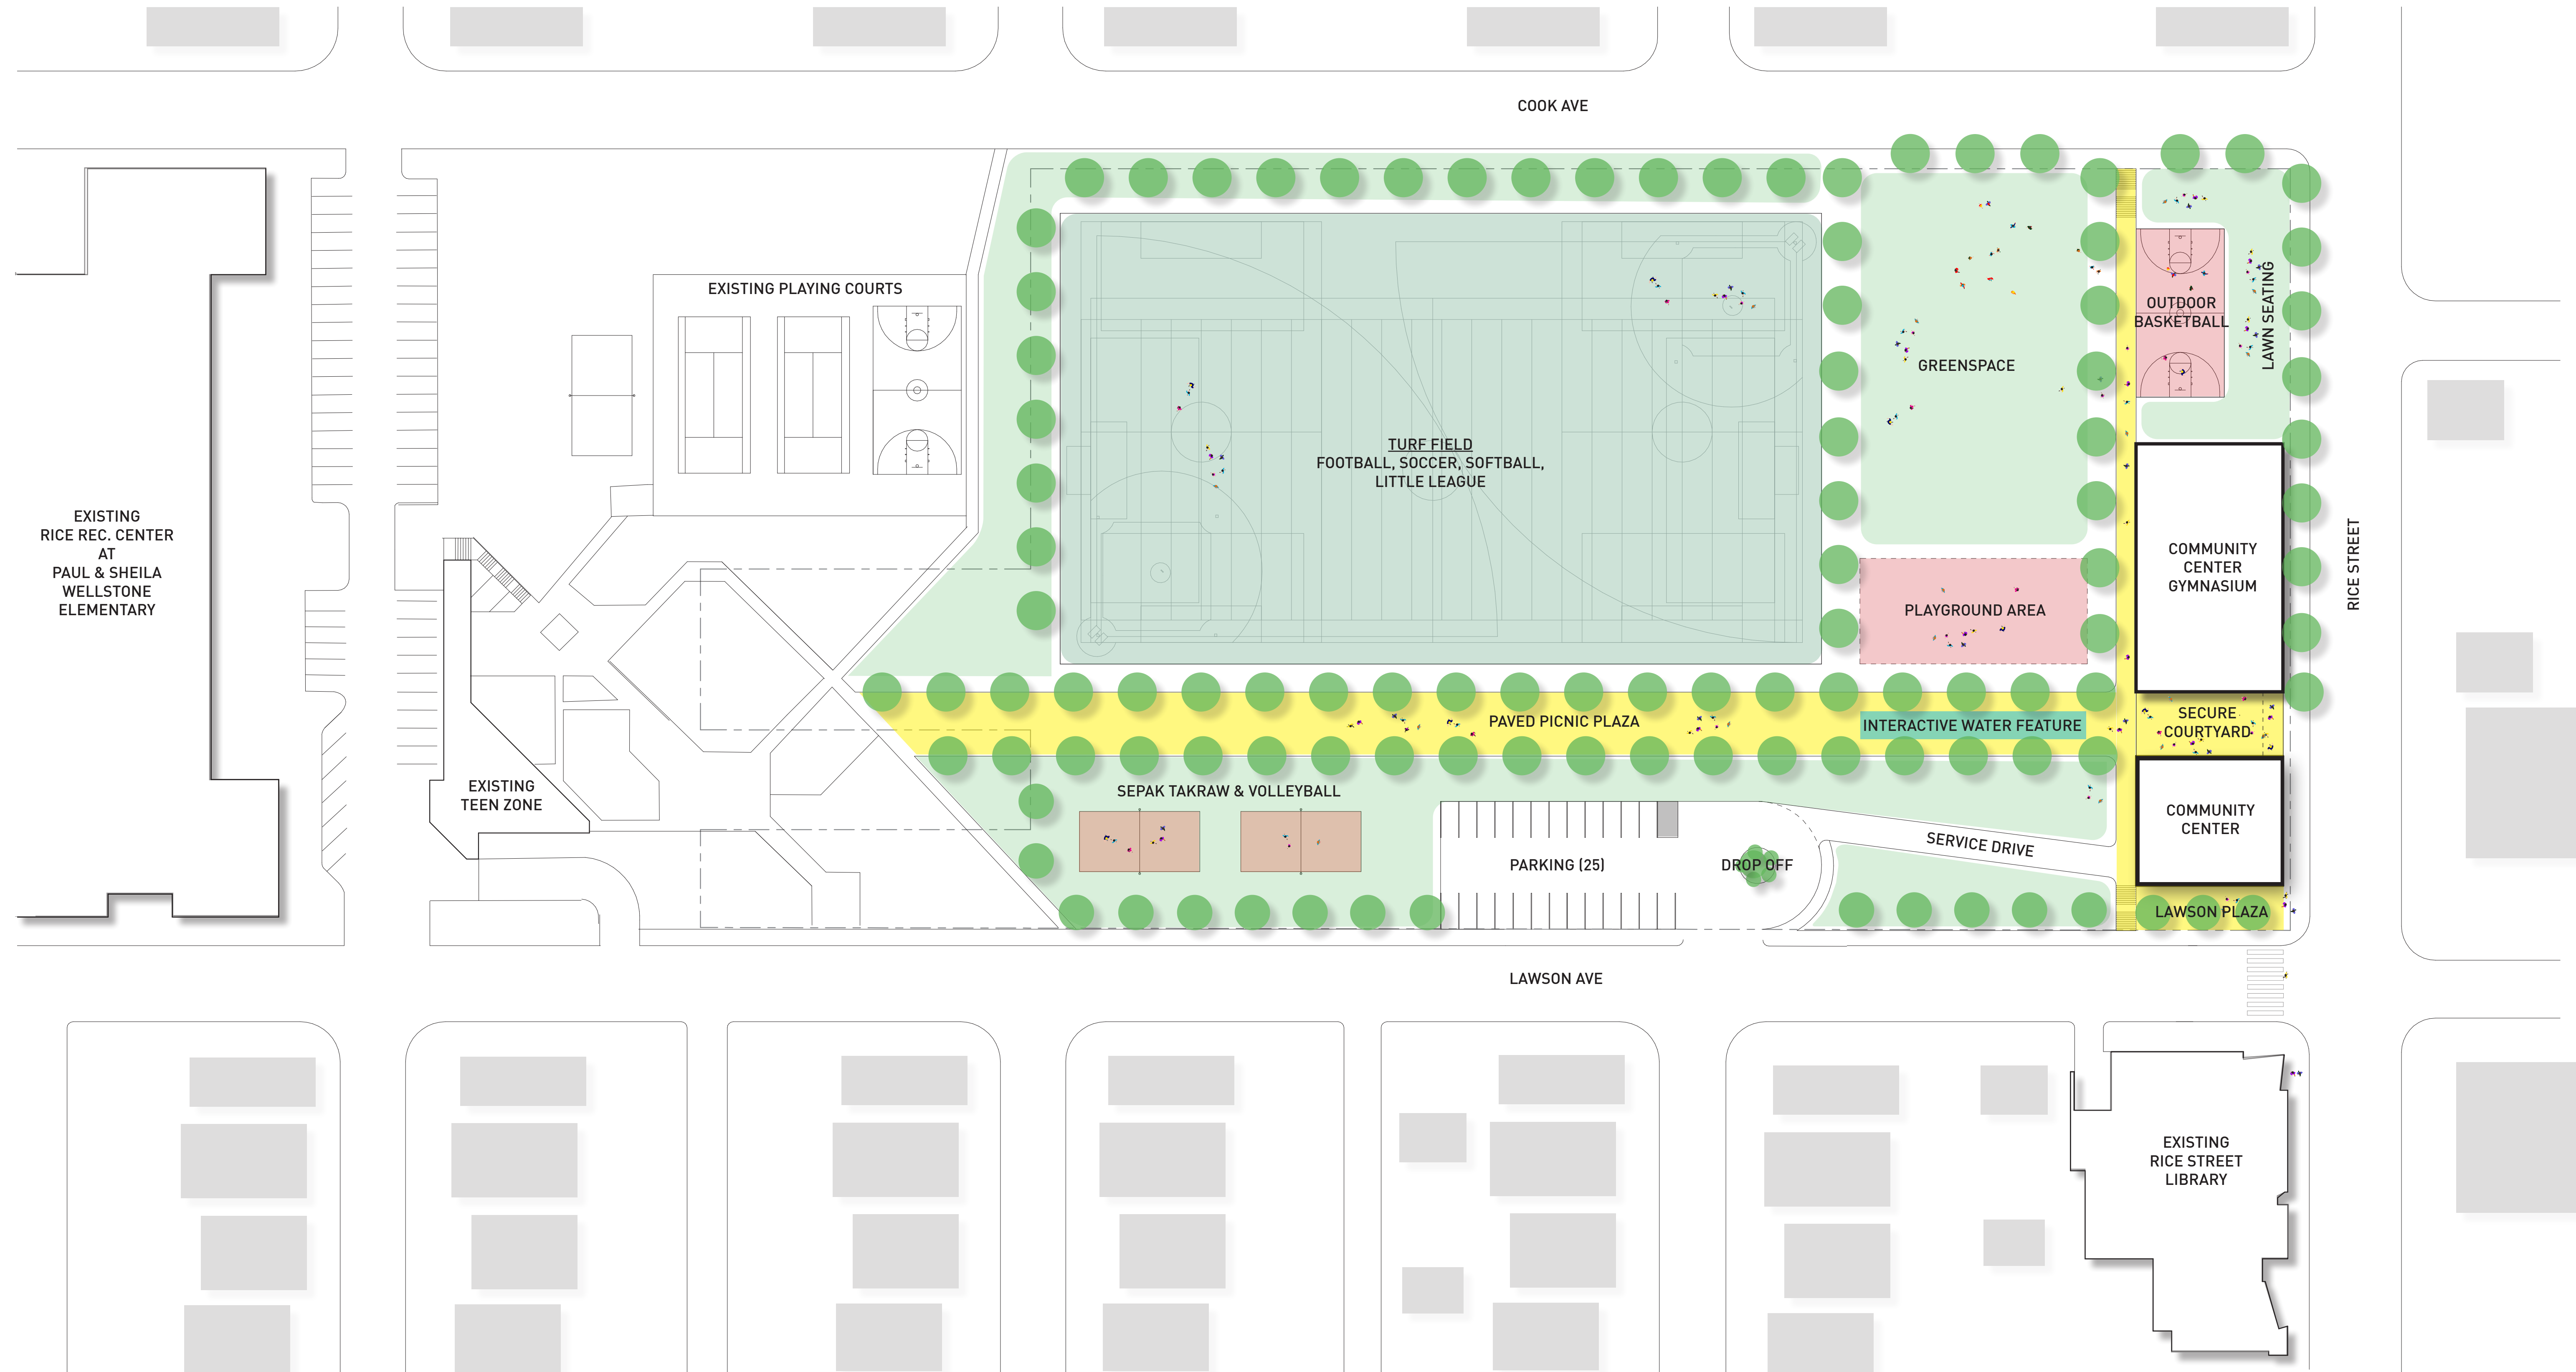 COOK AVE
EXISTING PLAYING COURTS
OUTDOOR
BASKETBALL
LAWN SEATING
GREENSPACE
TURF FIELD
FOOTBALL, SOCCER, SOFTBALL,
LITTLE LEAGUE
EXISTING
RICE REC. CENTER
AT
PAUL & SHEILA
WELLSTONE
ELEMENTARY
COMMUNITY
CENTER
GYMNASIUM
RICE STREET
PLAYGROUND AREA
PAVED PICNIC PLAZA
INTERACTIVE WATER FEATURE
SECURE
COURTYARD
EXISTING
TEEN ZONE
SEPAK TAKRAW & VOLLEYBALL
COMMUNITY
CENTER
SERVICE DRIVE
PARKING (25)
DROP OFF
LAWSON PLAZA
LAWSON AVE
EXISTING
RICE STREET
LIBRARY